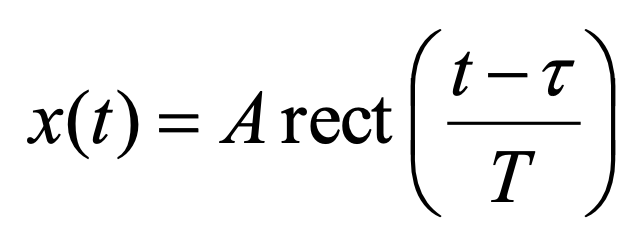 x(t) = A rect((t − τ)/T)